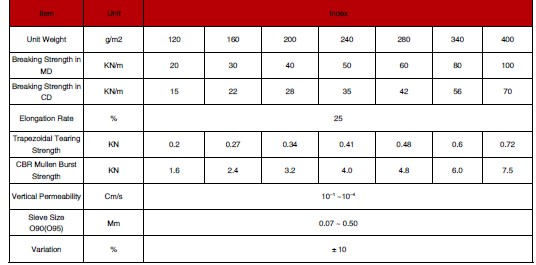 Item Unit Index
Unit Weight g/m2 120 160 200 240 280 340 400
Breaking Strength in
MD KN/m 20 30 40 50 60 80 100
Breaking Strength in
CD KN/m 15 22 28 35 42 56 70
Elongation Rate % 25
Trapezoidal Tearing
Strength KN 0.2 0.27 0.34 0.41 0.48 0.6 0.72
CBR Mullen Burst
Strength KN 1.6 2.4 3.2 4.0 4.8 6.0 7.5
Vertical Permeability Cm/s 10⁻¹ ~10⁻⁴
Sieve Size
O90(O95) Mm 0.07 ~ 0.50
Variation % ± 10